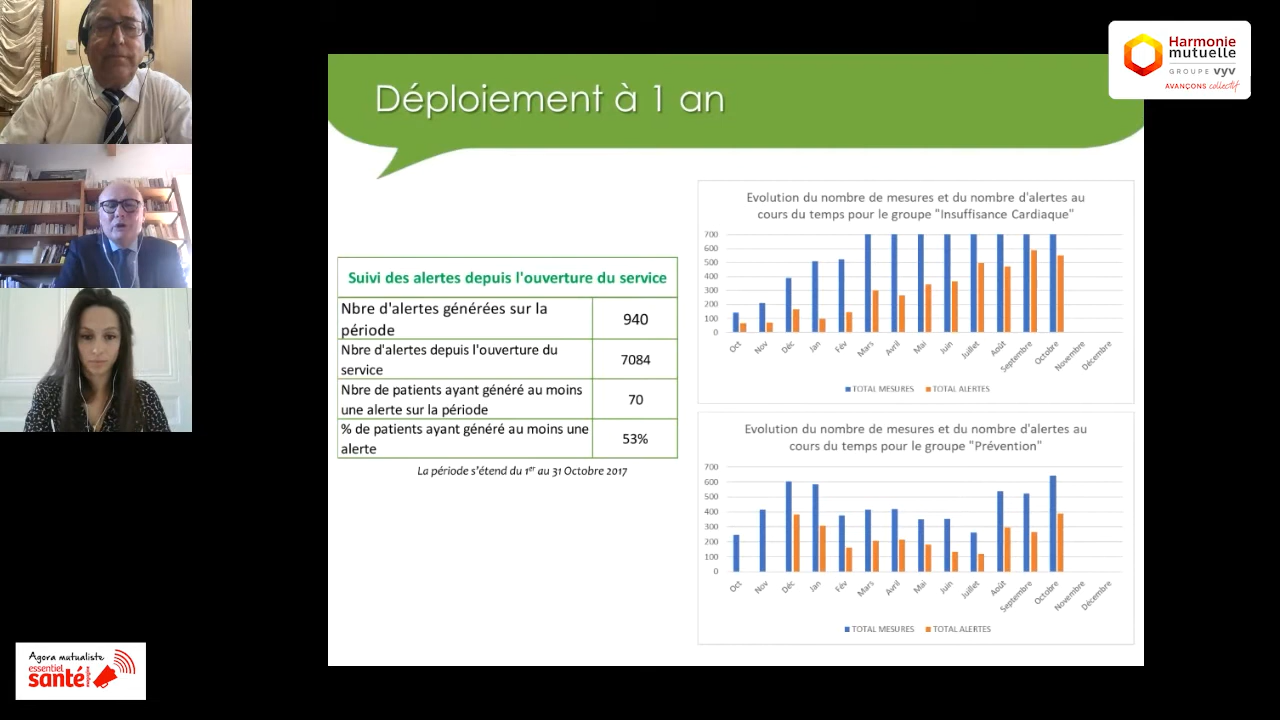 Harmonie
mutuelle
GROUPE vyv
AVANÇONS collectif
Déploiement à 1 an
Suivi des alertes depuis l'ouverture du service
Nbre d'alertes générées sur la
période
940
Nbre d'alertes depuis l'ouverture du
service
7084
Nbre de patients ayant généré au moins
une alerte sur la période
70
% de patients ayant généré au moins une
alerte
53%
La période s'étend du 1er au 31 Octobre 2017
Evolution du nombre de mesures et du nombre d'alertes au
cours du temps pour le groupe "Insuffisance Cardiaque"
700
600
500
400
300
200
100
0
Oct
Nov
Déc
Jan
Fév
Mars
Avril
Mai
Juin
Juillet
Août
Septembre
Octobre
Novembre
Décembre
TOTAL MESURES
TOTAL ALERTES
Evolution du nombre de mesures et du nombre d'alertes au
cours du temps pour le groupe "Prévention"
700
600
500
400
300
200
100
0
Oct
Nov
Déc
Jan
Fév
Mars
Avril
Mai
Juin
Juillet
Août
Septembre
Octobre
Novembre
Décembre
TOTAL MESURES
TOTAL ALERTES
Agora mutualiste
essentiel
santé
magazine